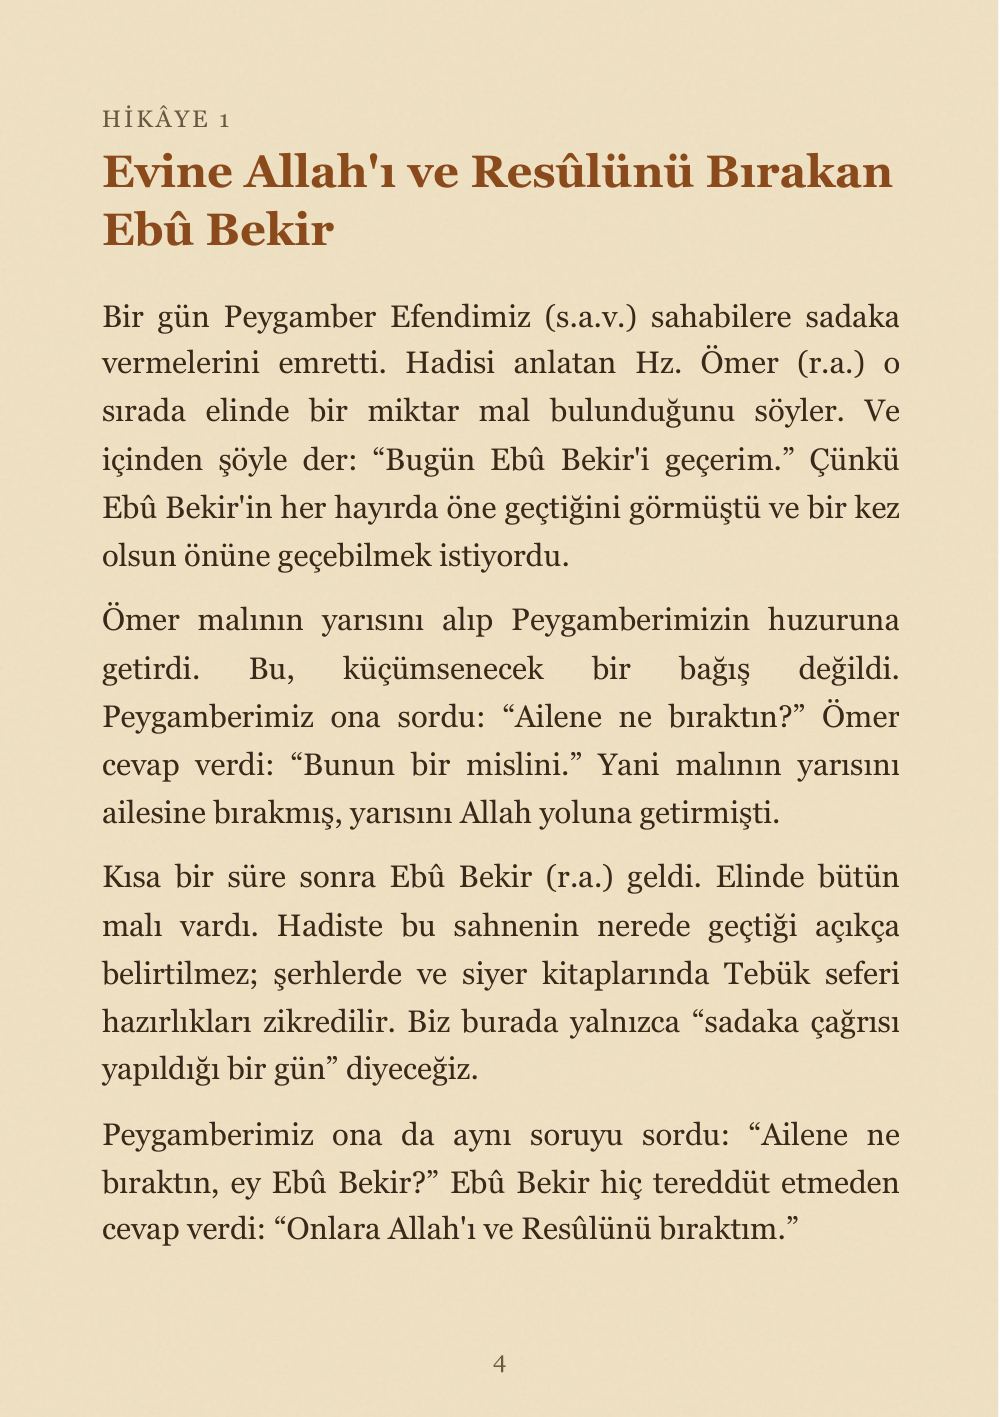 HİKÂYE 1
Evine Allah'ı ve Resûlünü Bırakan
Ebû Bekir
Bir gün Peygamber Efendimiz (s.a.v.) sahabilere sadaka
vermelerini emretti. Hadisi anlatan Hz. Ömer (r.a.) o
sırada elinde bir miktar mal bulunduğunu söyler. Ve
içinden şöyle der: “Bugün Ebû Bekir'i geçerim.” Çünkü
Ebû Bekir'in her hayırda öne geçtiğini görmüştü ve bir kez
olsun önüne geçebilmek istiyordu.
Ömer malının yarısını alıp Peygamberimizin huzuruna
getirdi. Bu, küçümsenecek bir bağış değildi.
Peygamberimiz ona sordu: “Ailene ne bıraktın?” Ömer
cevap verdi: “Bunun bir mislini.” Yani malının yarısını
ailesine bırakmış, yarısını Allah yoluna getirmişti.
Kısa bir süre sonra Ebû Bekir (r.a.) geldi. Elinde bütün
malı vardı. Hadiste bu sahnenin nerede geçtiği açıkça
belirtilmez; şerhlerde ve siyer kitaplarında Tebük seferi
hazırlıkları zikredilir. Biz burada yalnızca “sadaka çağrısı
yapıldığı bir gün” diyeceğiz.
Peygamberimiz ona da aynı soruyu sordu: “Ailene ne
bıraktın, ey Ebû Bekir?” Ebû Bekir hiç tereddüt etmeden
cevap verdi: “Onlara Allah'ı ve Resûlünü bıraktım.”
4